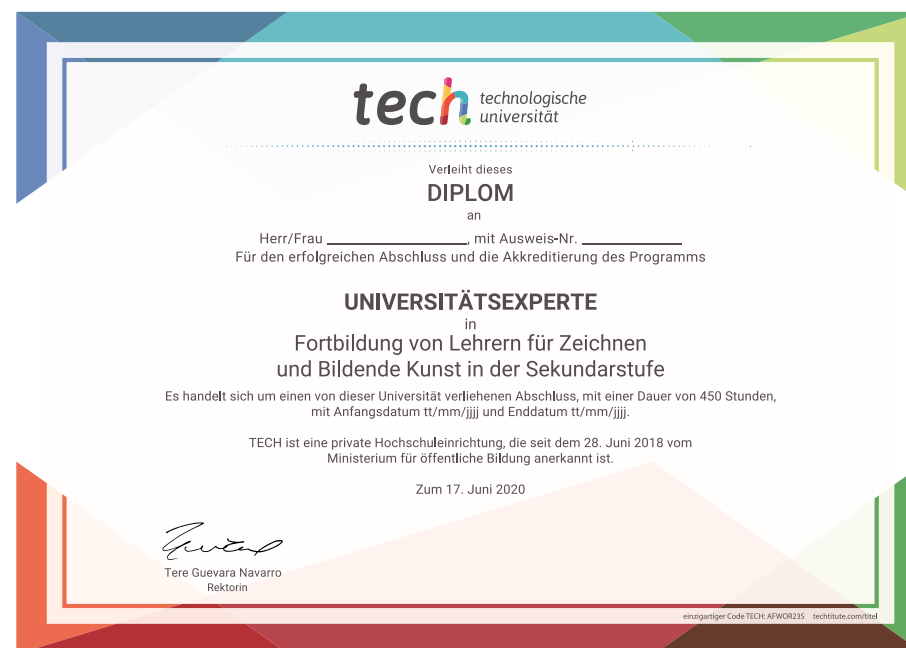 tech technologische
universität
Verleiht dieses
DIPLOM
an
Herr/Frau ____________________, mit Ausweis-Nr. ______________
Für den erfolgreichen Abschluss und die Akkreditierung des Programms
UNIVERSITÄTSEXPERTE
in
Fortbildung von Lehrern für Zeichnen
und Bildende Kunst in der Sekundarstufe
Es handelt sich um einen von dieser Universität verliehenen Abschluss, mit einer Dauer von 450 Stunden,
mit Anfangsdatum tt/mm/jjjj und Enddatum tt/mm/jjjj.
TECH ist eine private Hochschuleinrichtung, die seit dem 28. Juni 2018 vom
Ministerium für öffentliche Bildung anerkannt ist.
Zum 17. Juni 2020
Tere Guevara Navarro
Rektorin
einzigartiger Code TECH: AFWOR23S techtitute.com/titel